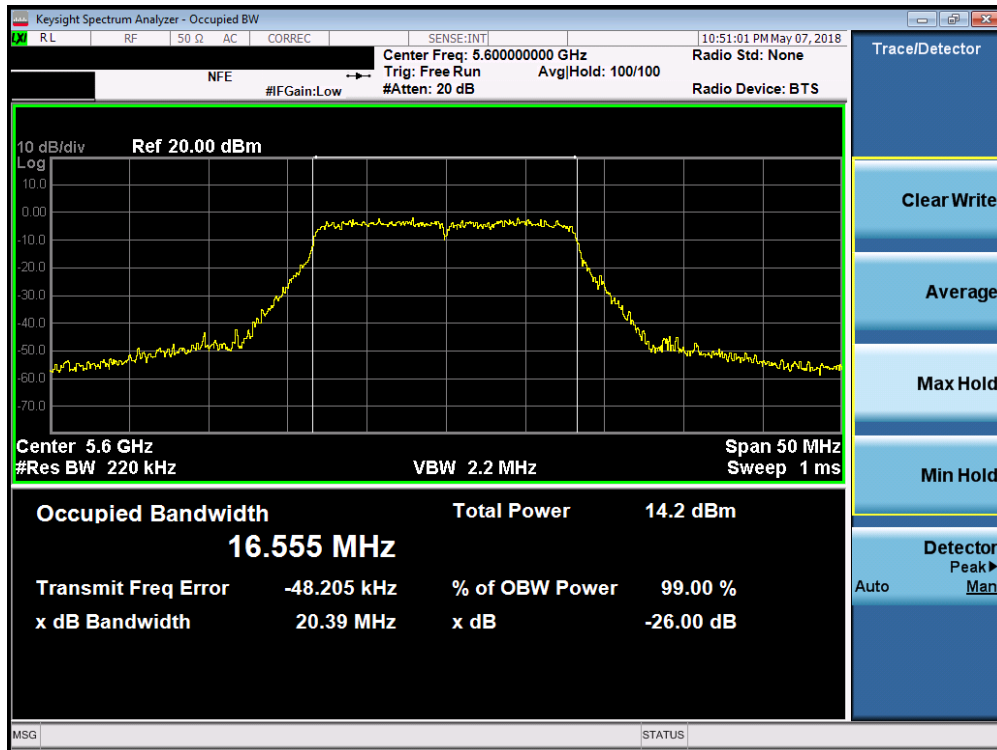 Keysight Spectrum Analyzer - Occupied BW
LXI RL RF 50 Ω AC CORREC SENSE:INT 10:51:01 PM May 07, 2018
Center Freq: 5.600000000 GHz Radio Std: None
NFE Trig: Free Run Avg|Hold: 100/100
#IFGain:Low #Atten: 20 dB Radio Device: BTS
Trace/Detector
10 dB/div Ref 20.00 dBm
Log
10.0
0.00
-10.0
-20.0
-30.0
-40.0
-50.0
-60.0
-70.0
Center 5.6 GHz Span 50 MHz
#Res BW 220 kHz VBW 2.2 MHz Sweep 1 ms
Occupied Bandwidth Total Power 14.2 dBm
16.555 MHz
Transmit Freq Error -48.205 kHz % of OBW Power 99.00 %
x dB Bandwidth 20.39 MHz x dB -26.00 dB
Clear Write
Average
Max Hold
Min Hold
Detector
Peak▶
Auto Man
MSG STATUS